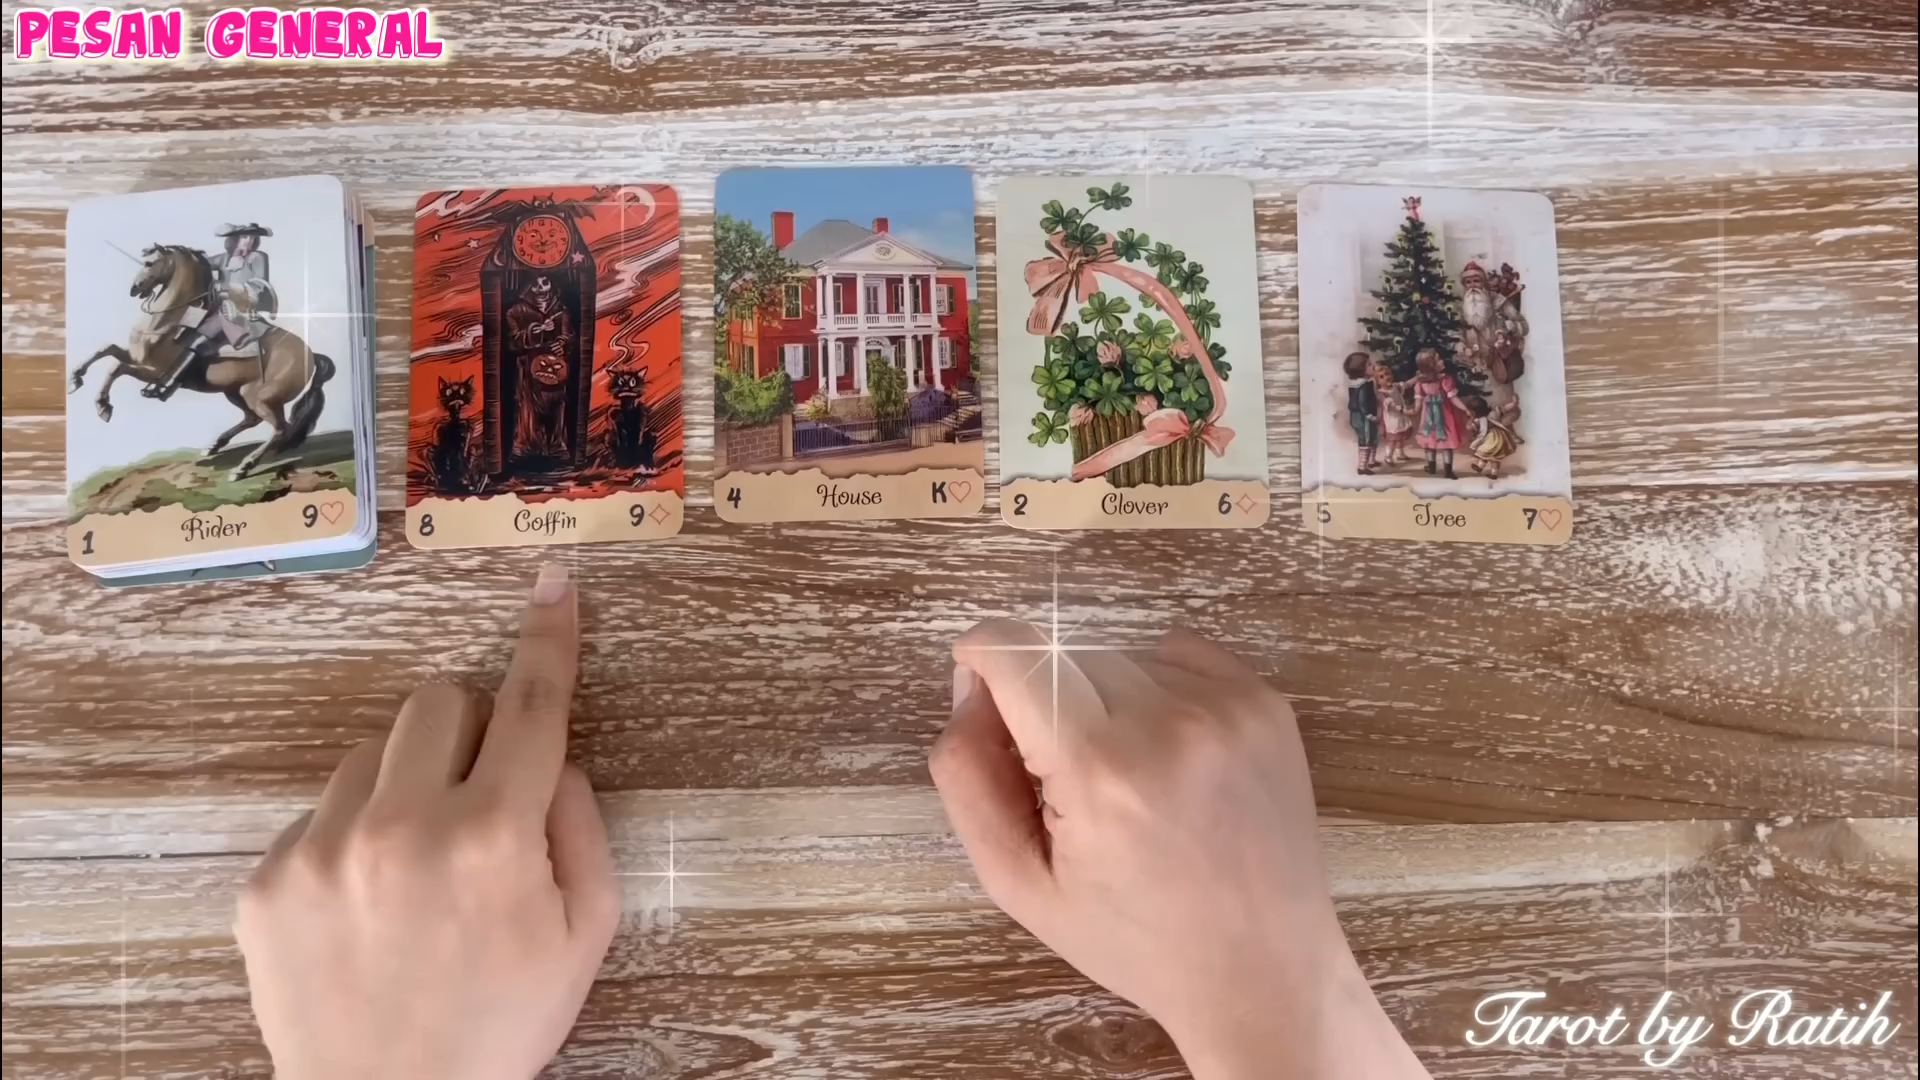 PESAN GENERAL
1 Rider 9♡
8 Coffin 9♢
4 House K♡
2 Clover 6♢
5 Tree 7♡
Tarot by Ratih